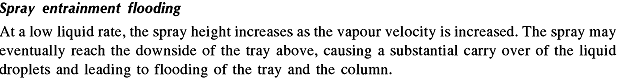 Spray entrainment flooding
At a low liquid rate, the spray height increases as the vapour velocity is increased. The spray may
eventually reach the downside of the tray above, causing a substantial carry over of the liquid
droplets and leading to flooding of the tray and the column.